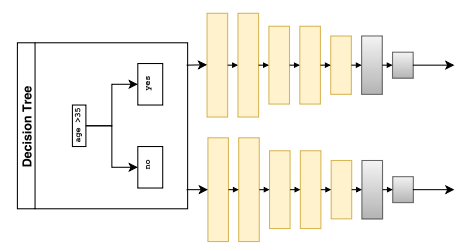 Decision Tree
age >35
yes
no